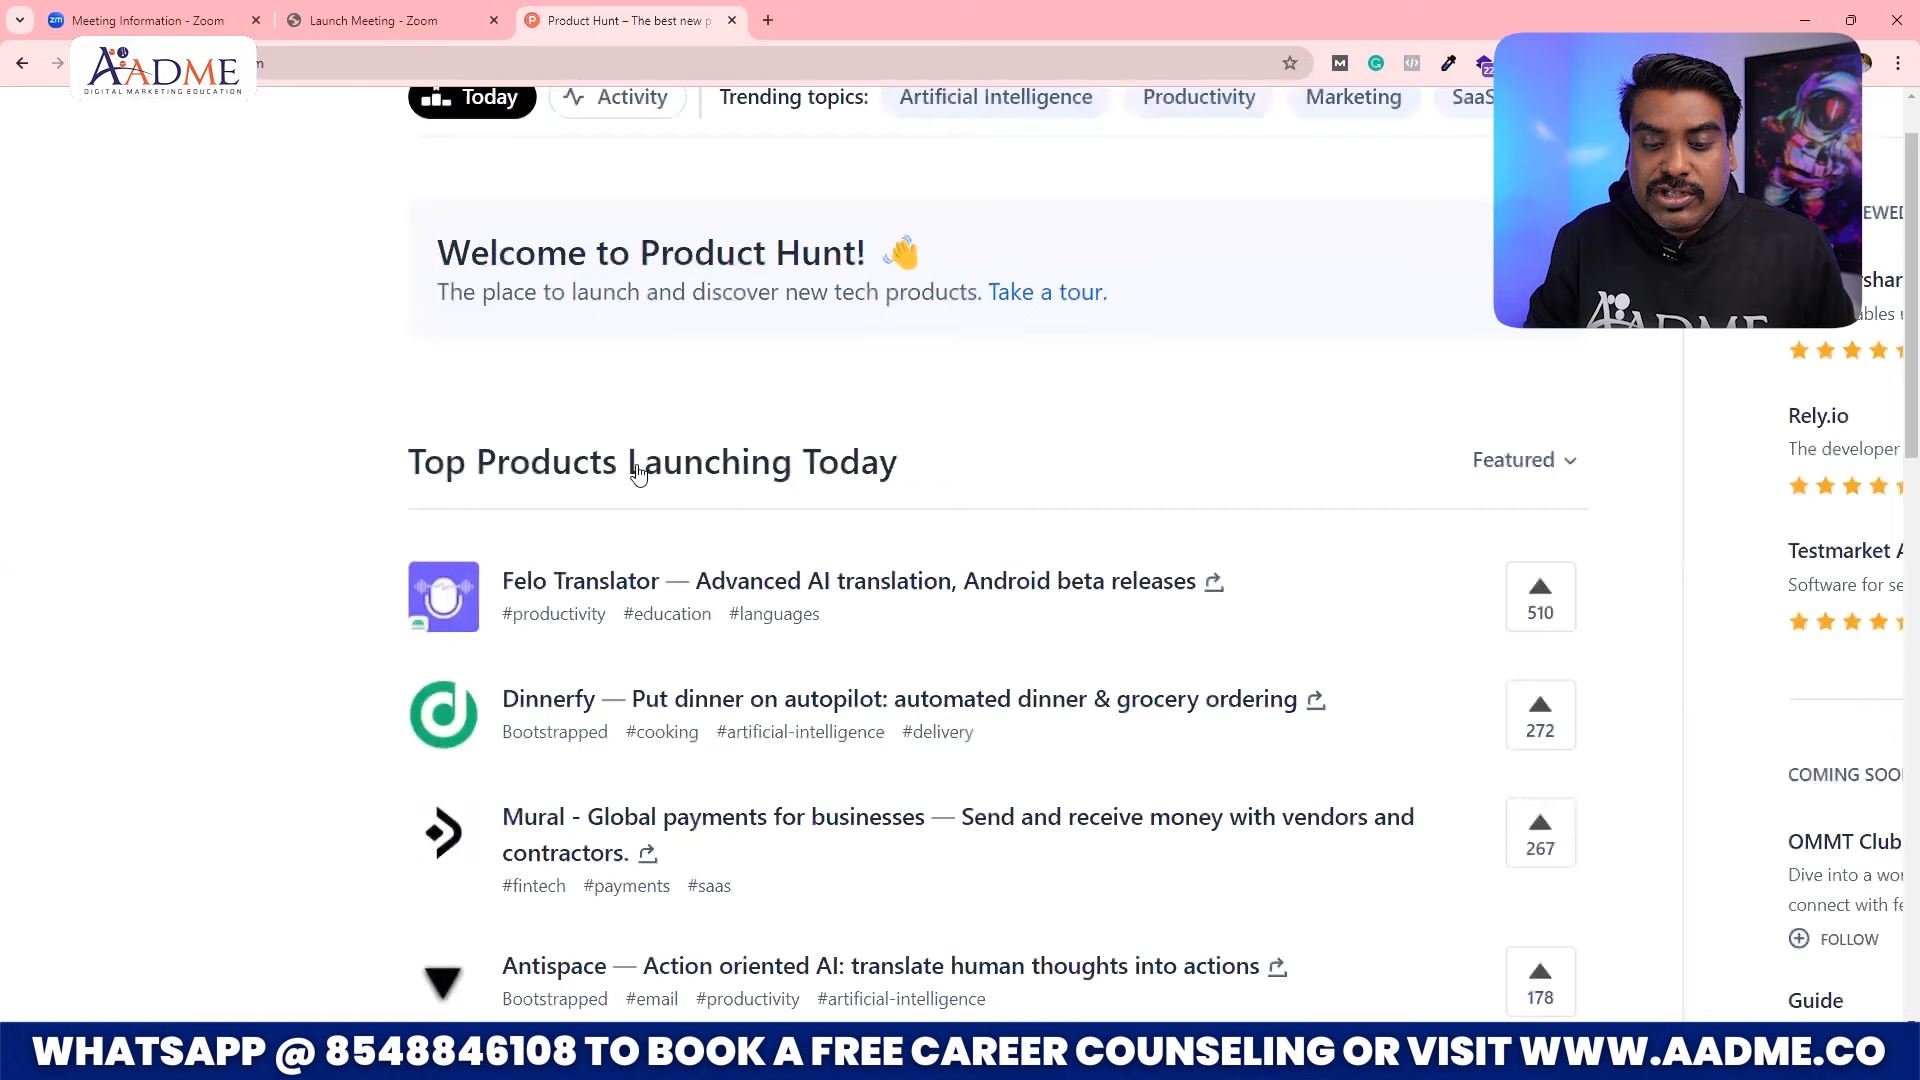 Meeting Information - Zoom
Launch Meeting - Zoom
Product Hunt – The best new p
AADME
DIGITAL MARKETING EDUCATION
Today
Activity
Trending topics:
Artificial Intelligence
Productivity
Marketing
SaaS
Welcome to Product Hunt! 👋
The place to launch and discover new tech products. Take a tour.
Top Products Launching Today
Featured
Felo Translator — Advanced AI translation, Android beta releases
#productivity #education #languages
510
Dinnerfy — Put dinner on autopilot: automated dinner & grocery ordering
Bootstrapped #cooking #artificial-intelligence #delivery
272
Mural - Global payments for businesses — Send and receive money with vendors and
contractors.
#fintech #payments #saas
267
Antispace — Action oriented AI: translate human thoughts into actions
Bootstrapped #email #productivity #artificial-intelligence
178
Rely.io
The developer
Testmarket A
Software for se
COMING SOO
OMMT Club
Dive into a wo
connect with fe
FOLLOW
Guide
AADME
WHATSAPP @ 8548846108 TO BOOK A FREE CAREER COUNSELING OR VISIT WWW.AADME.CO